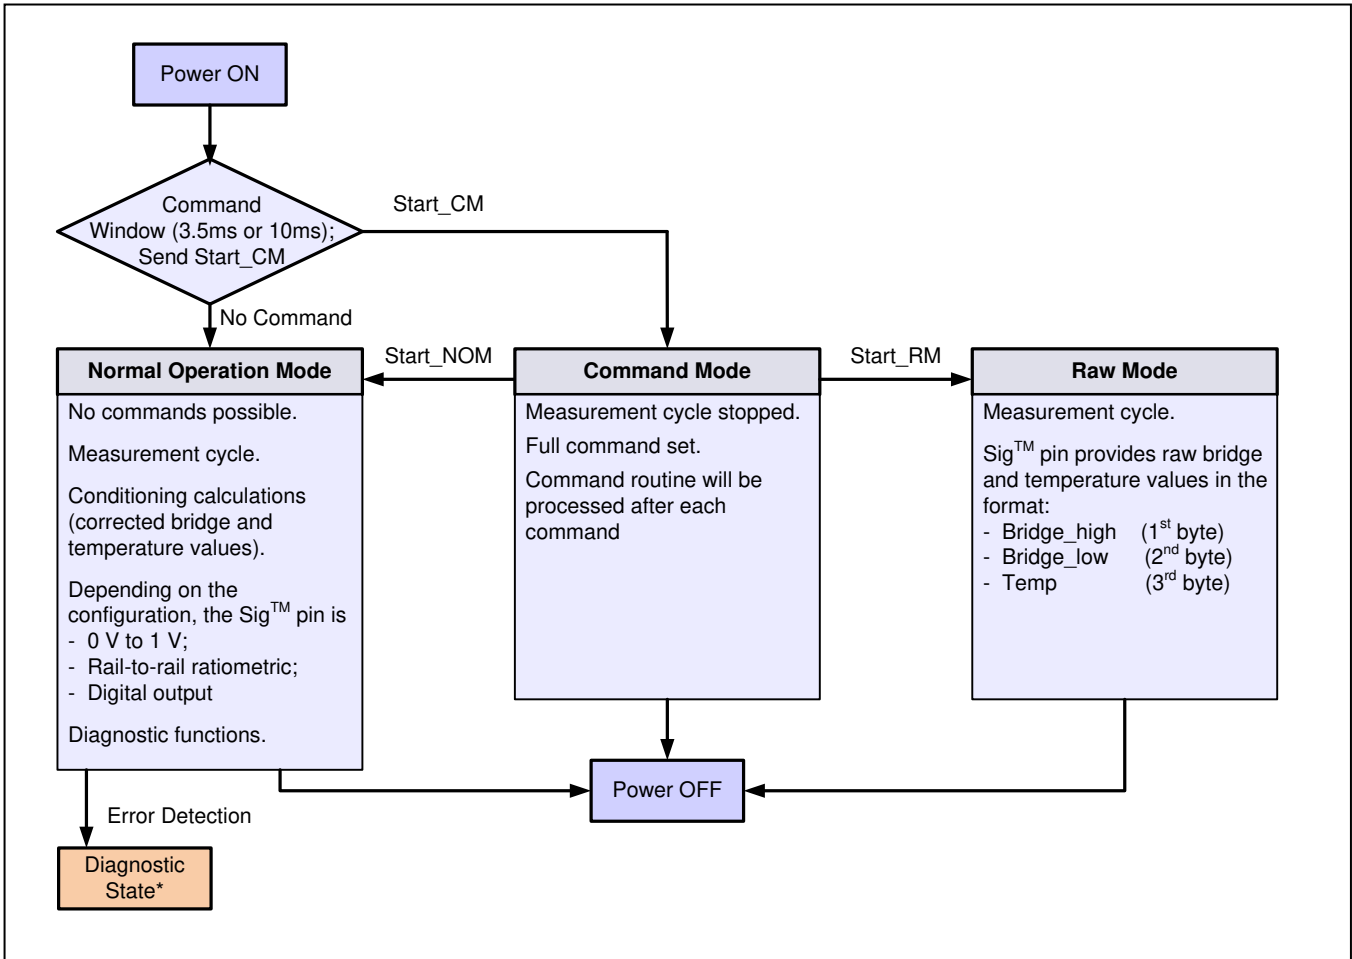 Power ON
Command
Window (3.5ms or 10ms);
Send Start_CM
Start_CM
No Command
Normal Operation Mode
No commands possible.
Measurement cycle.
Conditioning calculations
(corrected bridge and
temperature values).
Depending on the
configuration, the Sig™ pin is
- 0 V to 1 V;
- Rail-to-rail ratiometric;
- Digital output
Diagnostic functions.
Start_NOM
Command Mode
Measurement cycle stopped.
Full command set.
Command routine will be
processed after each
command
Start_RM
Raw Mode
Measurement cycle.
Sig™ pin provides raw bridge
and temperature values in the
format:
- Bridge_high (1st byte)
- Bridge_low (2nd byte)
- Temp (3rd byte)
Power OFF
Error Detection
Diagnostic
State*